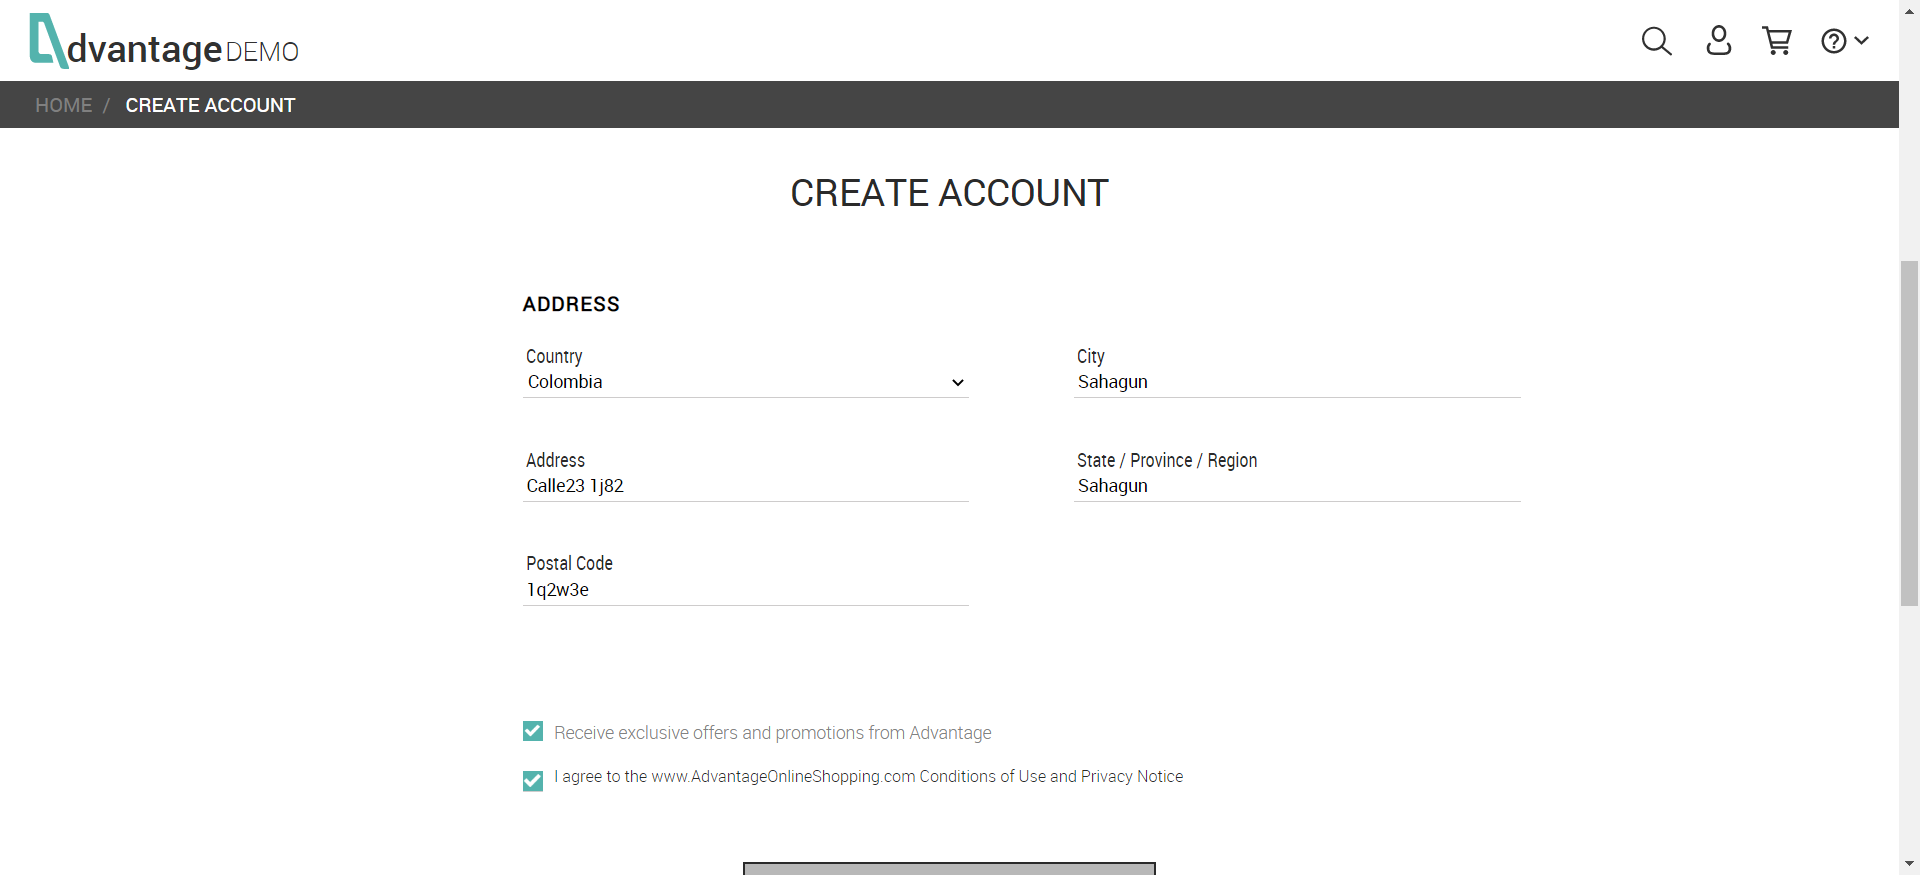 dvantage DEMO
HOME / CREATE ACCOUNT
CREATE ACCOUNT
ADDRESS
Country
Colombia
City
Sahagun
Address
Calle23 1j82
State / Province / Region
Sahagun
Postal Code
1q2w3e
Receive exclusive offers and promotions from Advantage
I agree to the www.AdvantageOnlineShopping.com Conditions of Use and Privacy Notice